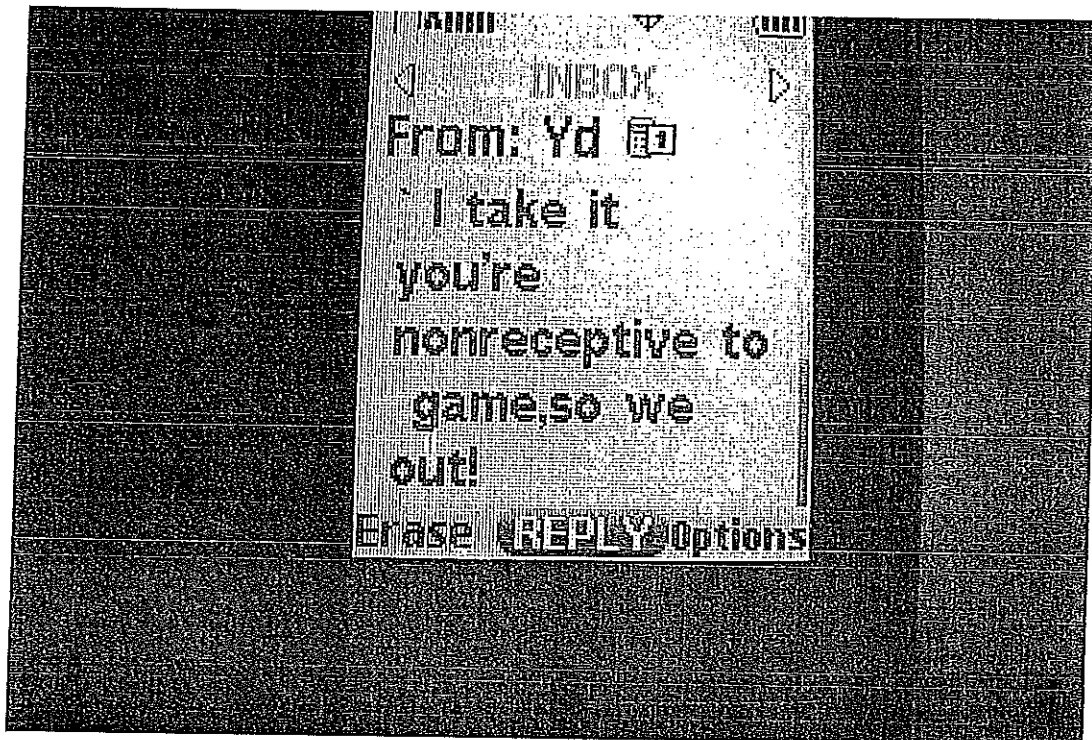 INBOX
From: Yd
I take it
you're
nonreceptive to
game,so we
out!
Erase REPLY Options